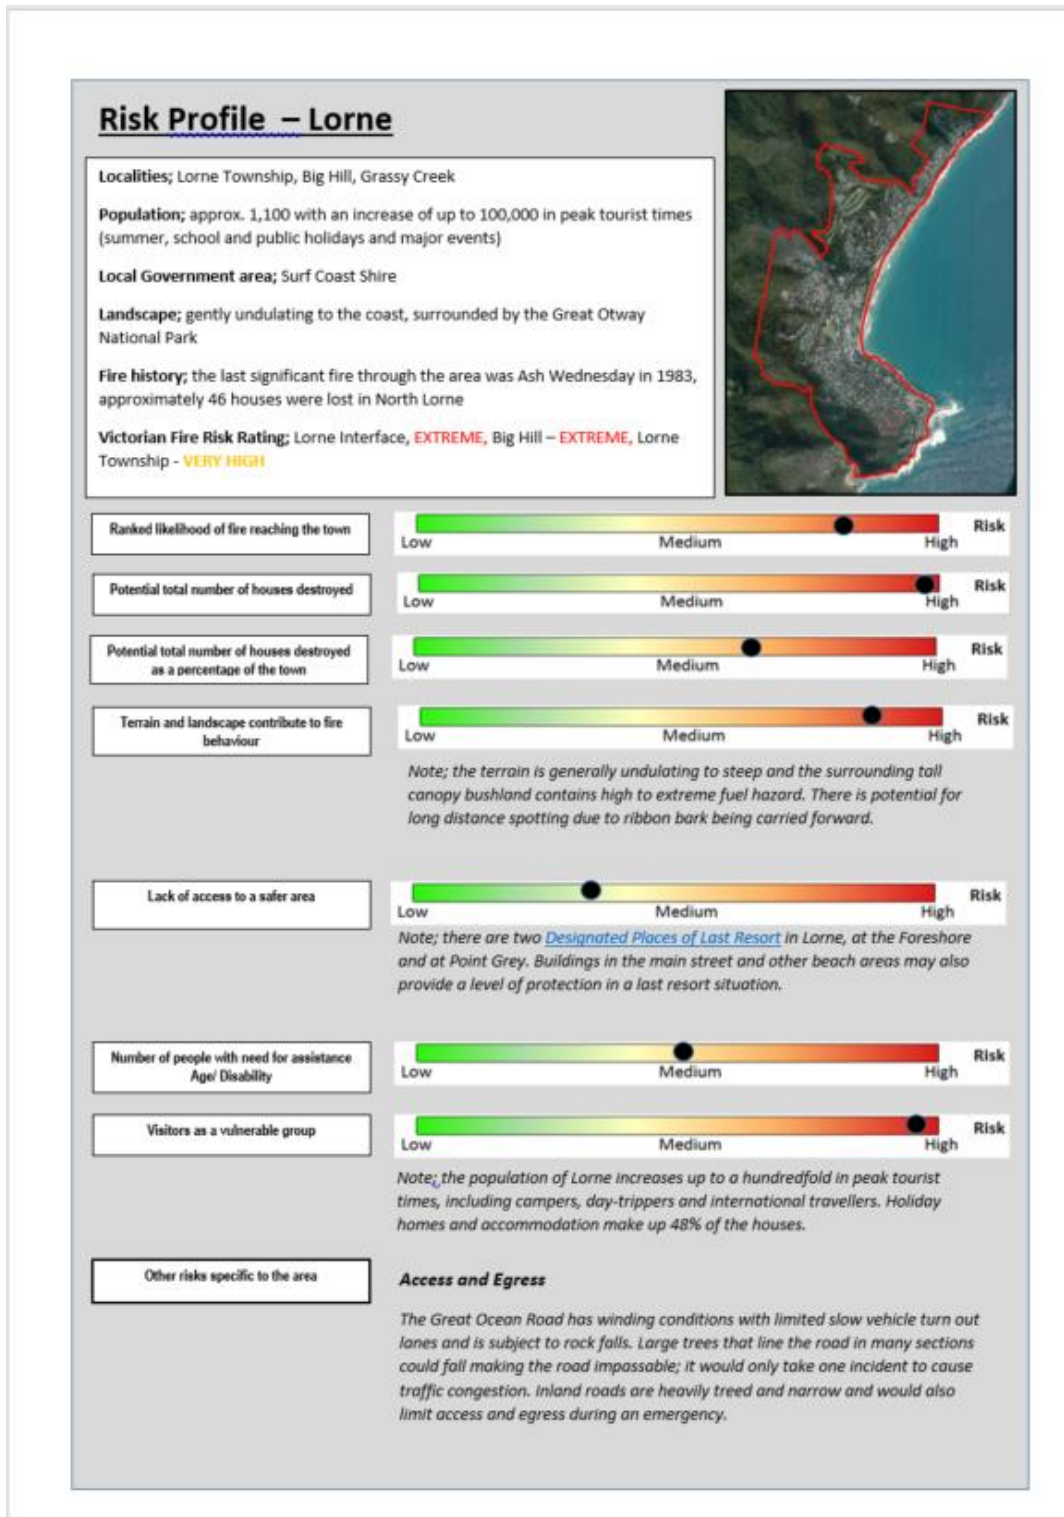 Risk Profile – Lorne
Localities; Lorne Township, Big Hill, Grassy Creek
Population; approx. 1,100 with an increase of up to 100,000 in peak tourist times
(summer, school and public holidays and major events)
Local Government area; Surf Coast Shire
Landscape; gently undulating to the coast, surrounded by the Great Otway
National Park
Fire history; the last significant fire through the area was Ash Wednesday in 1983,
approximately 46 houses were lost in North Lorne
Victorian Fire Risk Rating; Lorne Interface, EXTREME, Big Hill – EXTREME, Lorne
Township - VERY HIGH
Ranked likelihood of fire reaching the town
Risk
Low Medium High
Potential total number of houses destroyed
Risk
Low Medium High
Potential total number of houses destroyed
as a percentage of the town
Risk
Low Medium High
Terrain and landscape contribute to fire
behaviour
Risk
Low Medium High
Note; the terrain is generally undulating to steep and the surrounding tall
canopy bushland contains high to extreme fuel hazard. There is potential for
long distance spotting due to ribbon bark being carried forward.
Lack of access to a safer area
Risk
Low Medium High
Note; there are two Designated Places of Last Resort in Lorne, at the Foreshore
and at Point Grey. Buildings in the main street and other beach areas may also
provide a level of protection in a last resort situation.
Number of people with need for assistance
Age/ Disability
Risk
Low Medium High
Visitors as a vulnerable group
Risk
Low Medium High
Note; the population of Lorne increases up to a hundredfold in peak tourist
times, including campers, day-trippers and international travellers. Holiday
homes and accommodation make up 48% of the houses.
Other risks specific to the area
Access and Egress
The Great Ocean Road has winding conditions with limited slow vehicle turn out
lanes and is subject to rock falls. Large trees that line the road in many sections
could fall making the road impassable; it would only take one incident to cause
traffic congestion. Inland roads are heavily treed and narrow and would also
limit access and egress during an emergency.